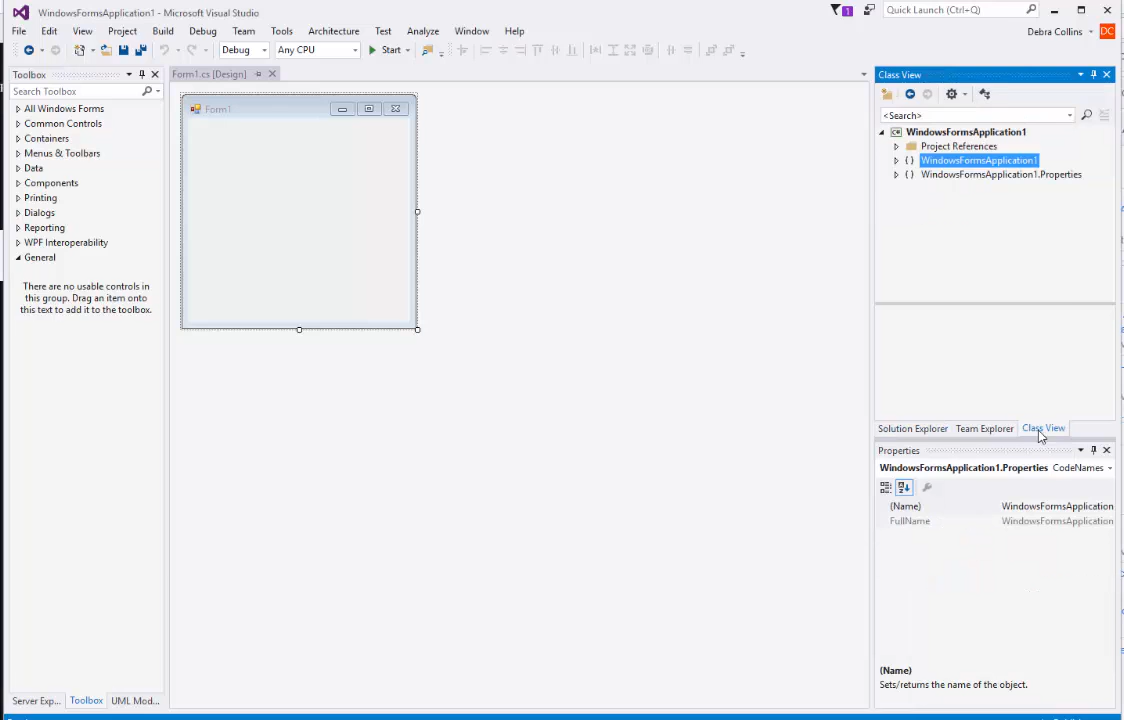 WindowsFormsApplication1 - Microsoft Visual Studio
1
Quick Launch (Ctrl+Q)
File Edit View Project Build Debug Team Tools Architecture Test Analyze Window Help
Debra Collins
DC
Debug Any CPU Start
Toolbox
Search Toolbox
All Windows Forms
Common Controls
Containers
Menus & Toolbars
Data
Components
Printing
Dialogs
Reporting
WPF Interoperability
General
There are no usable controls in
this group. Drag an item onto
this text to add it to the toolbox.
Server Exp... Toolbox UML Mod...
Form1.cs [Design]
Form1
Class View
<Search>
WindowsFormsApplication1
Project References
WindowsFormsApplication1
WindowsFormsApplication1.Properties
Solution Explorer Team Explorer Class View
Properties
WindowsFormsApplication1.Properties CodeNames
(Name) WindowsFormsApplication
FullName WindowsFormsApplication
(Name)
Sets/returns the name of the object.